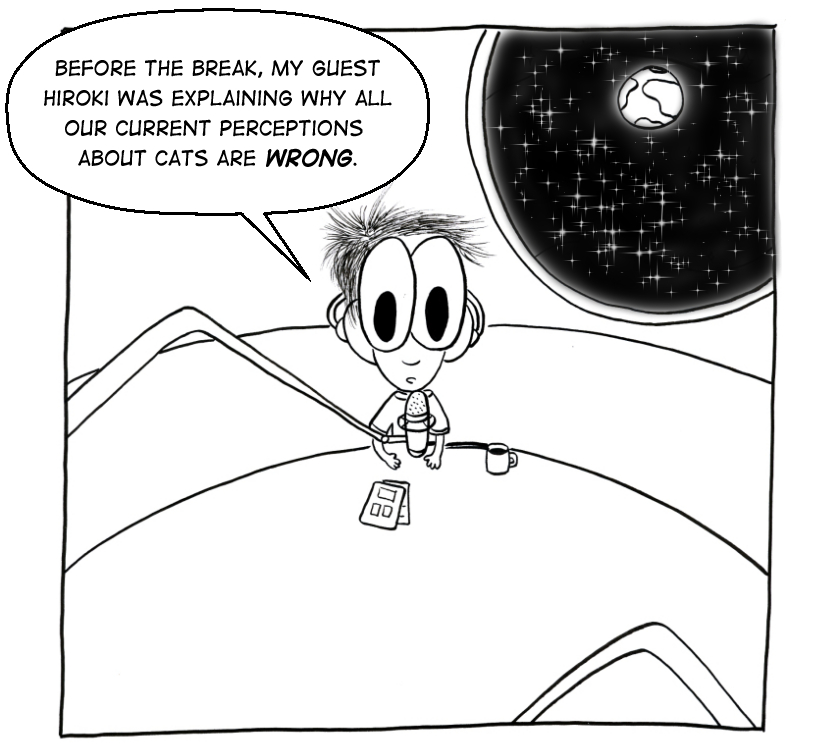 BEFORE THE BREAK, MY GUEST
HIROKI WAS EXPLAINING WHY ALL
OUR CURRENT PERCEPTIONS
ABOUT CATS ARE WRONG.